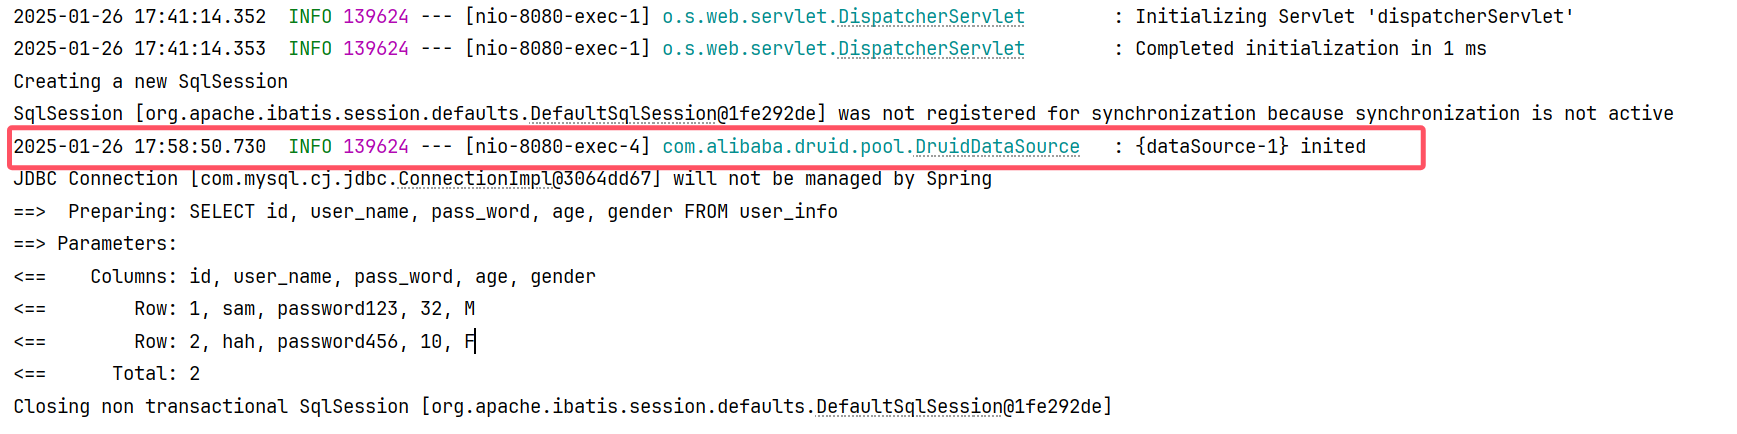 2025-01-26 17:41:14.352  INFO 139624 --- [nio-8080-exec-1] o.s.web.servlet.DispatcherServlet        : Initializing Servlet 'dispatcherServlet'
2025-01-26 17:41:14.353  INFO 139624 --- [nio-8080-exec-1] o.s.web.servlet.DispatcherServlet        : Completed initialization in 1 ms
Creating a new SqlSession
SqlSession [org.apache.ibatis.session.defaults.DefaultSqlSession@1fe292de] was not registered for synchronization because synchronization is not active
2025-01-26 17:58:50.730  INFO 139624 --- [nio-8080-exec-4] com.alibaba.druid.pool.DruidDataSource   : {dataSource-1} inited
JDBC Connection [com.mysql.cj.jdbc.ConnectionImpl@3064dd67] will not be managed by Spring
==>  Preparing: SELECT id, user_name, pass_word, age, gender FROM user_info
==> Parameters:
<==    Columns: id, user_name, pass_word, age, gender
<==        Row: 1, sam, password123, 32, M
<==        Row: 2, hah, password456, 10, F
<==      Total: 2
Closing non transactional SqlSession [org.apache.ibatis.session.defaults.DefaultSqlSession@1fe292de]